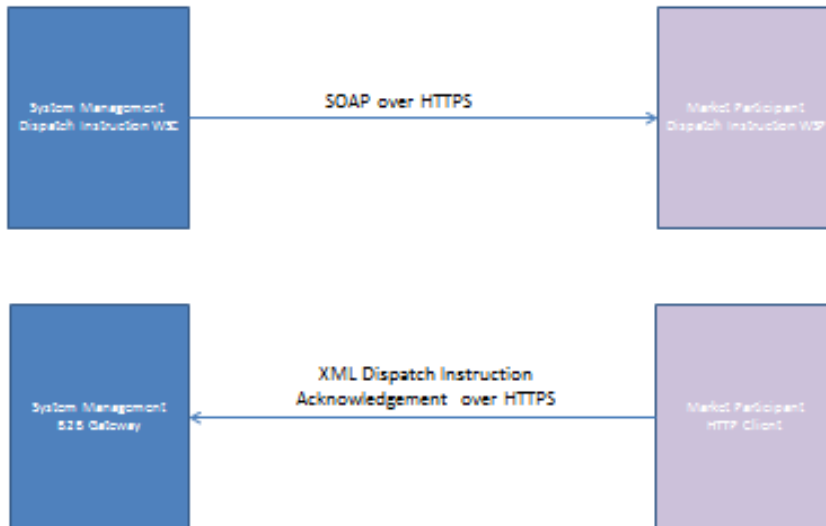 System Management
Dispatch Instruction WSC
SOAP over HTTPS
Market Participant
Dispatch Instruction WSP
System Management
B2B Gateway
XML Dispatch Instruction
Acknowledgement over HTTPS
Market Participant
HTTP Client